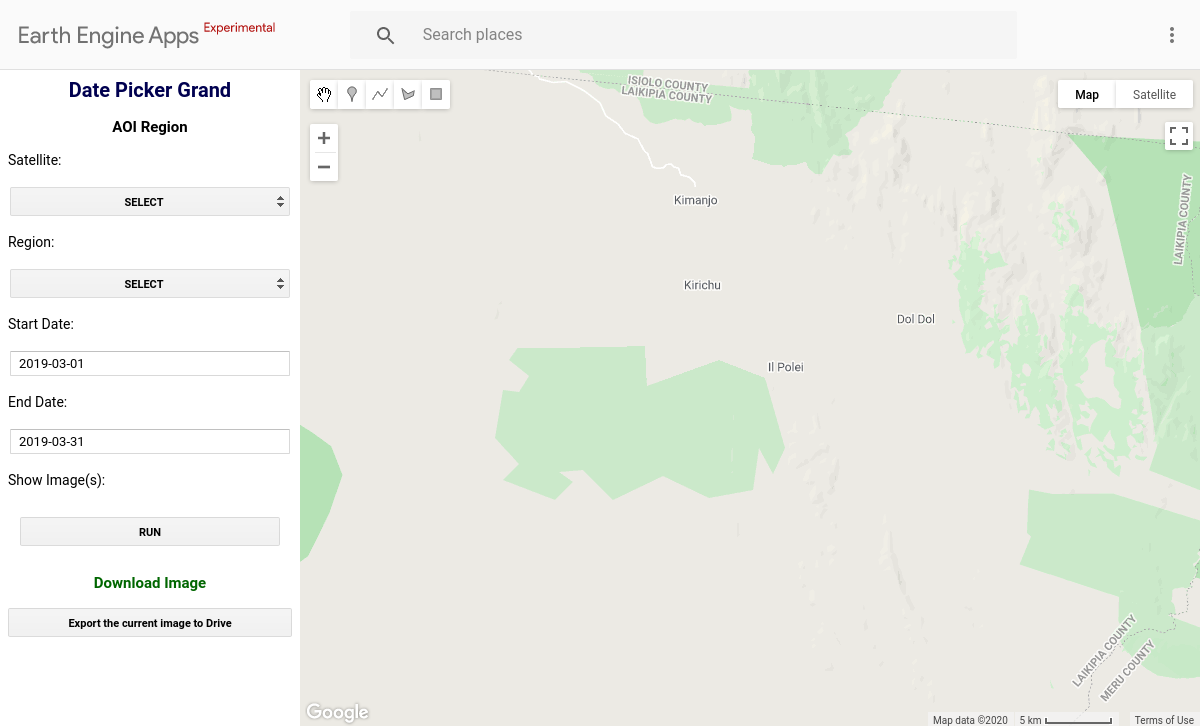 Earth Engine Apps Experimental
Search places
Date Picker Grand
AOI Region
Satellite:
SELECT
Region:
SELECT
Start Date:
2019-03-01
End Date:
2019-03-31
Show Image(s):
RUN
Download Image
Export the current image to Drive
Map
Satellite
ISIOLO COUNTY
LAIKIPIA COUNTY
Kimanjo
LAIKIPIA COUNTY
Kirichu
Dol Dol
Il Polei
LAIKIPIA COUNTY
MERU COUNTY
Google
Map data ©2020
5 km
Terms of Use